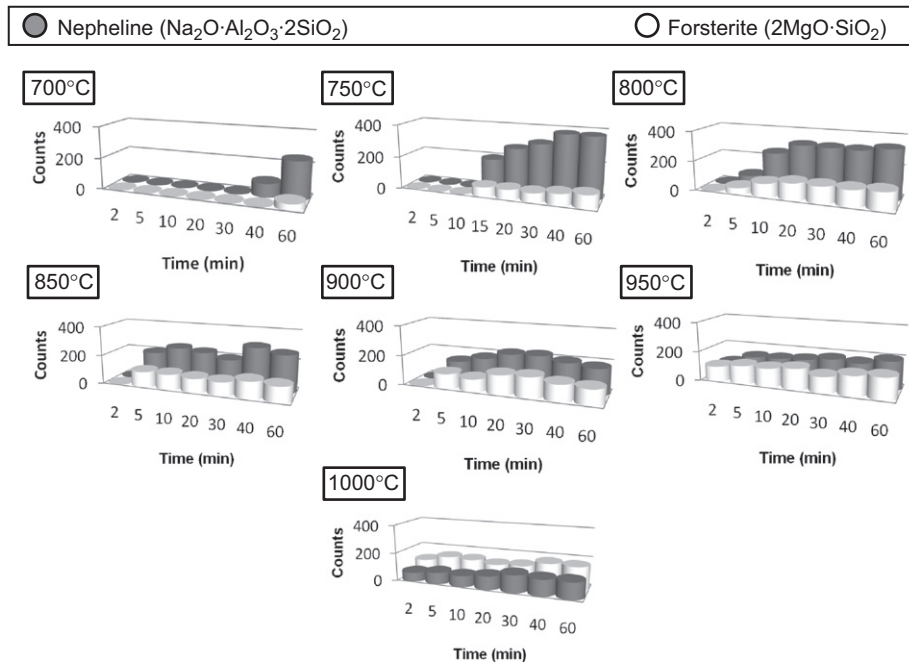 Nepheline (Na₂O·Al₂O₃·2SiO₂) Forsterite (2MgO·SiO₂)
700°C 750°C 800°C
400 400 400
200 200 200
0 0 0
Counts Counts Counts
2 5 10 20 30 40 60 2 5 10 15 20 30 40 60 2 5 10 20 30 40 60
Time (min) Time (min) Time (min)
850°C 900°C 950°C
400 400 400
200 200 200
0 0 0
Counts Counts Counts
2 5 10 20 30 40 60 2 5 10 20 30 40 60 2 5 10 20 30 40 60
Time (min) Time (min) Time (min)
1000°C
400
200
0
Counts
2 5 10 20 30 40 60
Time (min)